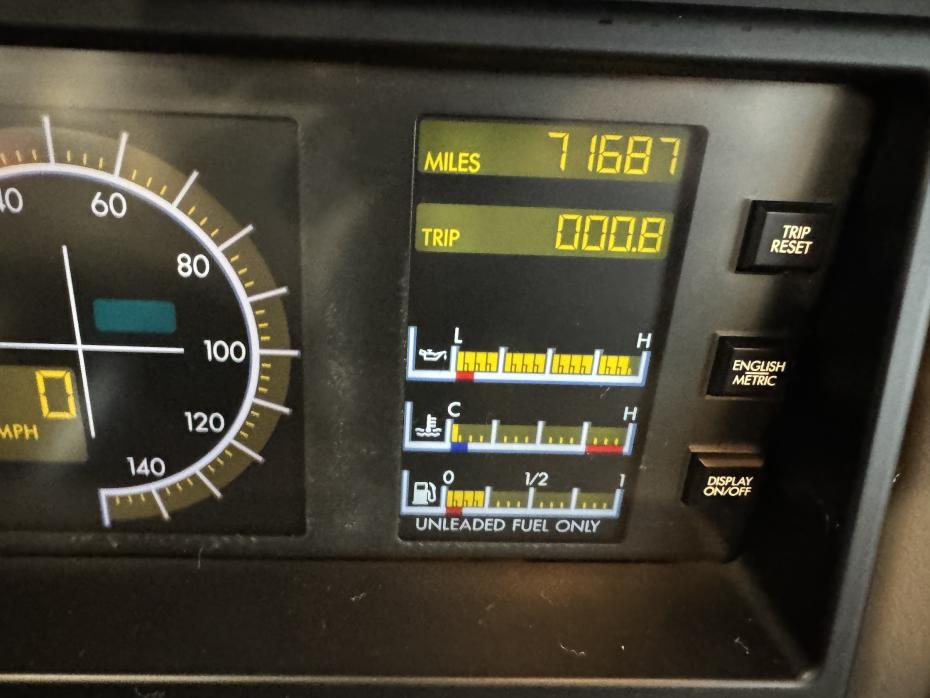 MILES 71687
TRIP 000.8
TRIP
RESET
40
60
80
100
120
140
0
MPH
L H
ENGLISH
METRIC
C H
0 1/2 1
DISPLAY
ON/OFF
UNLEADED FUEL ONLY